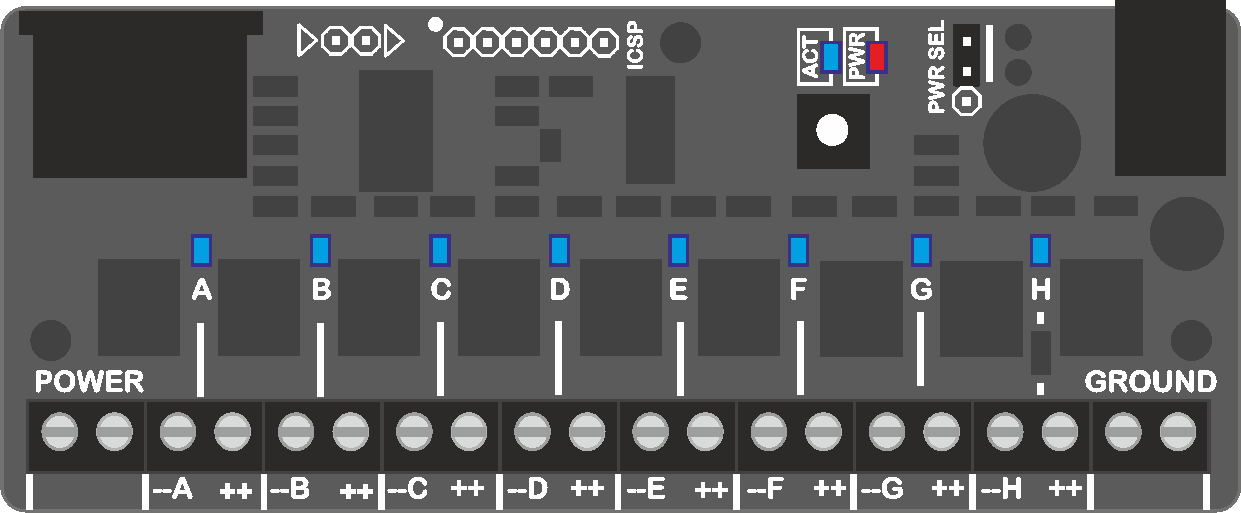 ICSP
ACT
PWR
PWR SEL
A B C D E F G H
POWER
GROUND
--A ++ --B ++ --C ++ --D ++ --E ++ --F ++ --G ++ --H ++